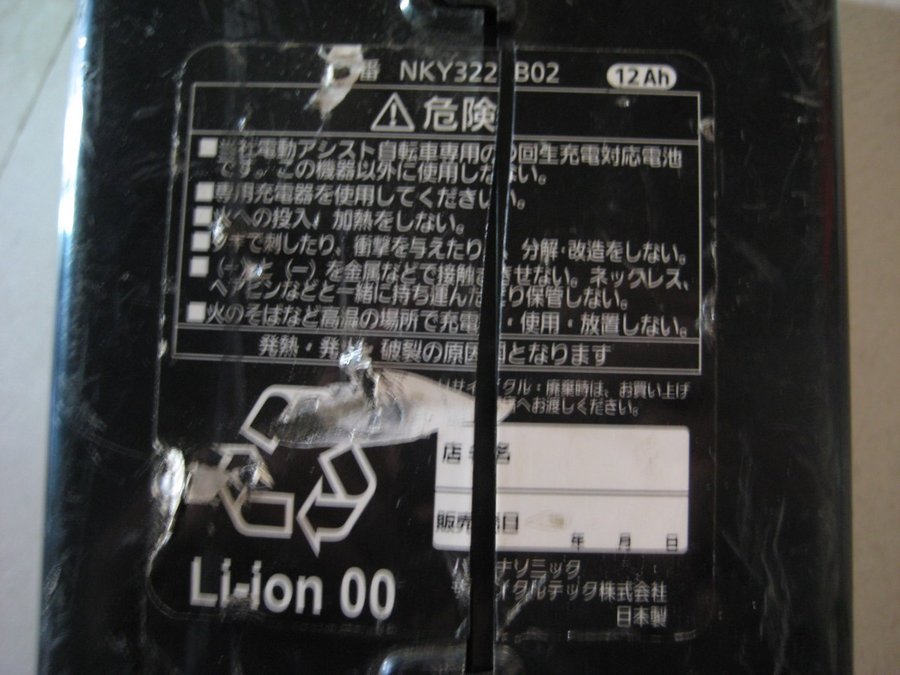 番 NKY322 B02 12Ah
危険
当社電動アシスト自転車専用の 回生充電対応電池
です。この機器以外に使用しない。
専用充電器を使用してください。
火への投入、加熱をしない。
クギで刺したり、衝撃を与えたり、分解・改造をしない。
(+)と(−)を金属などで接触させない。ネックレス、
ヘアピンなどと一緒に持ち運んだり保管しない。
火のそばなど高温の場所で充電・使用・放置しない。
発熱・発火・破裂の原因となります
リサイクル・廃棄時は、お買い上げ
へお渡しください。
店 名
販売 日
年 月 日
Li-ion 00
パナソニック
サイクルテック株式会社
日本製